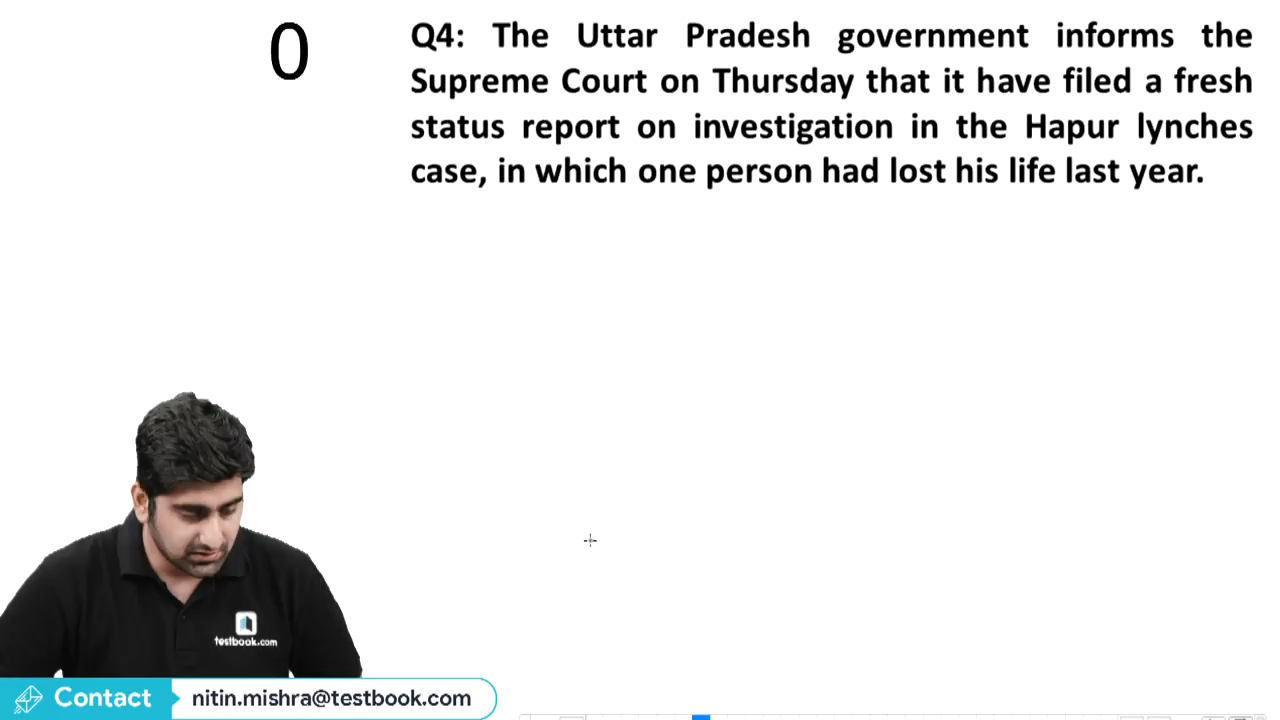 0
Q4: The Uttar Pradesh government informs the
Supreme Court on Thursday that it have filed a fresh
status report on investigation in the Hapur lynches
case, in which one person had lost his life last year.
testbook.com
Contact
nitin.mishra@testbook.com